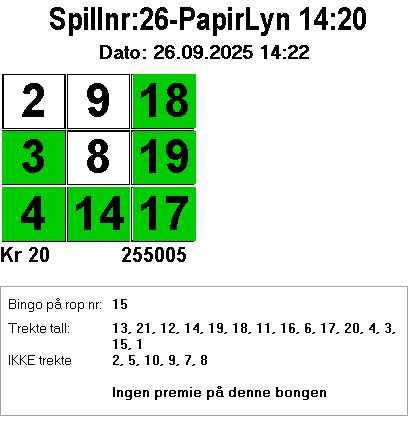 Spillnr:26-PapirLyn 14:20
Dato: 26.09.2025 14:22
2 9 18
3 8 19
4 14 17
Kr 20 255005
Bingo på rop nr: 15
Trekte tall: 13, 21, 12, 14, 19, 18, 11, 16, 6, 17, 20, 4, 3,
15, 1
IKKE trekte 2, 5, 10, 9, 7, 8
Ingen premie på denne bongen